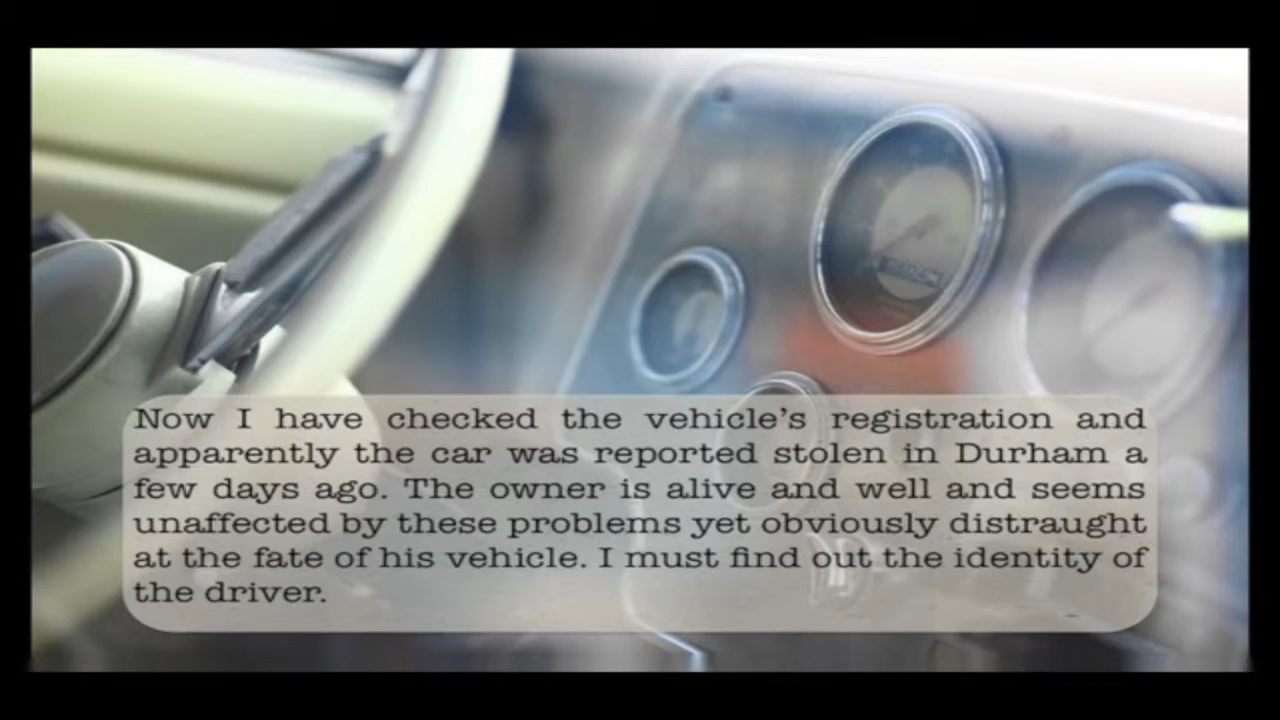 Now I have checked the vehicle's registration and
apparently the car was reported stolen in Durham a
few days ago. The owner is alive and well and seems
unaffected by these problems yet obviously distraught
at the fate of his vehicle. I must find out the identity of
the driver.